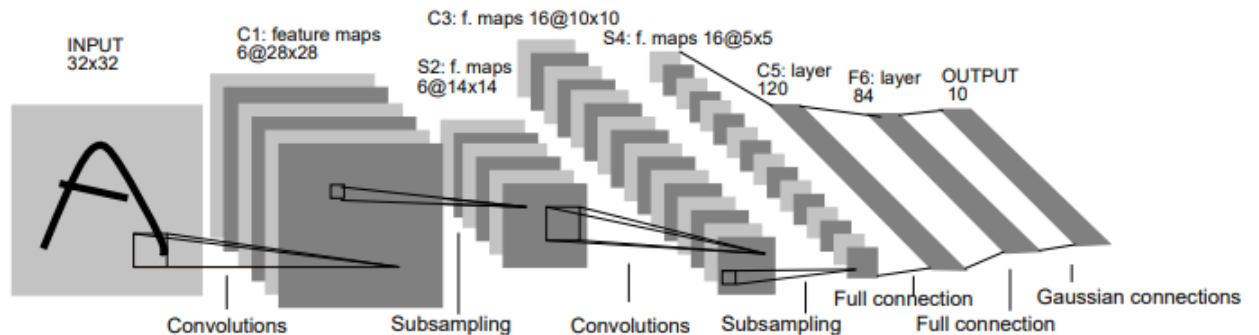 INPUT
32x32
C1: feature maps
6@28x28
S2: f. maps
6@14x14
C3: f. maps 16@10x10
S4: f. maps 16@5x5
C5: layer
120
F6: layer
84
OUTPUT
10
Convolutions
Subsampling
Convolutions
Subsampling
Full connection
Full connection
Gaussian connections